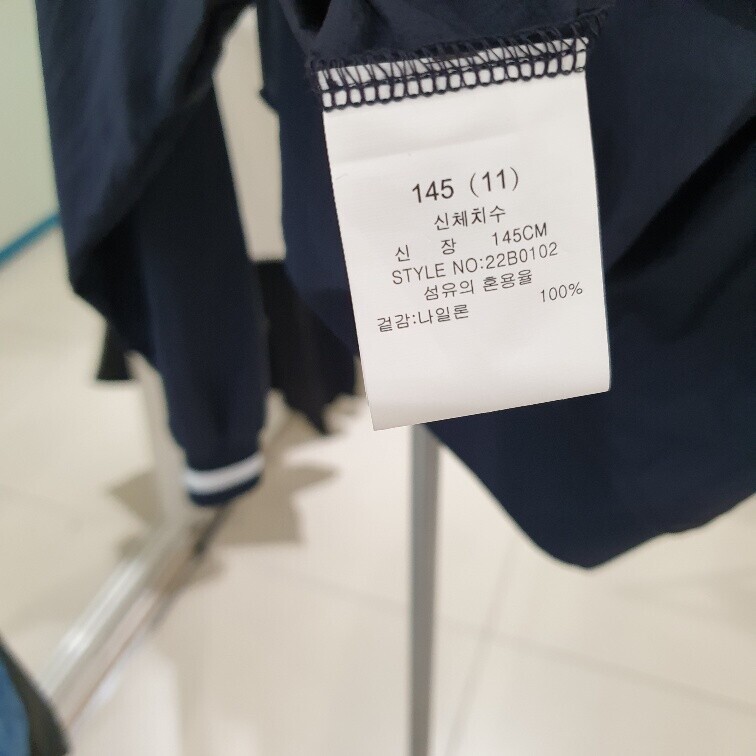 145 (11)
신체치수
신 장 145CM
STYLE NO:22B0102
섬유의 혼용율
겉감:나일론 100%